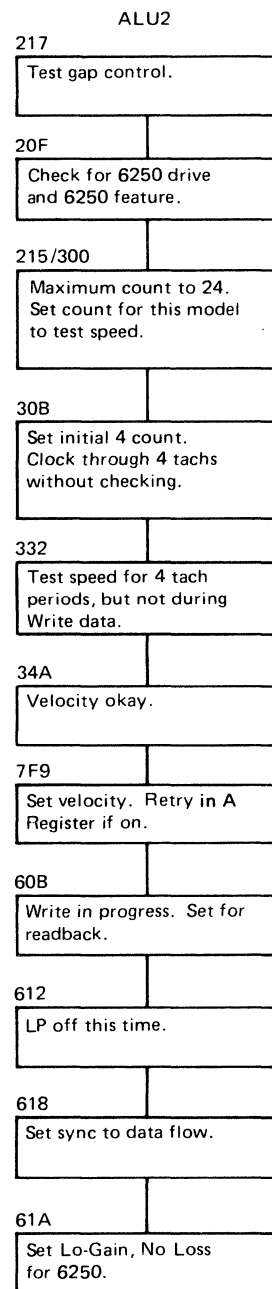 ALU2
217
Test gap control.
20F
Check for 6250 drive
and 6250 feature.
215/300
Maximum count to 24.
Set count for this model
to test speed.
30B
Set initial 4 count.
Clock through 4 tachs
without checking.
332
Test speed for 4 tach
periods, but not during
Write data.
34A
Velocity okay.
7F9
Set velocity. Retry in A
Register if on.
60B
Write in progress. Set for
readback.
612
LP off this time.
618
Set sync to data flow.
61A
Set Lo-Gain, No Loss
for 6250.